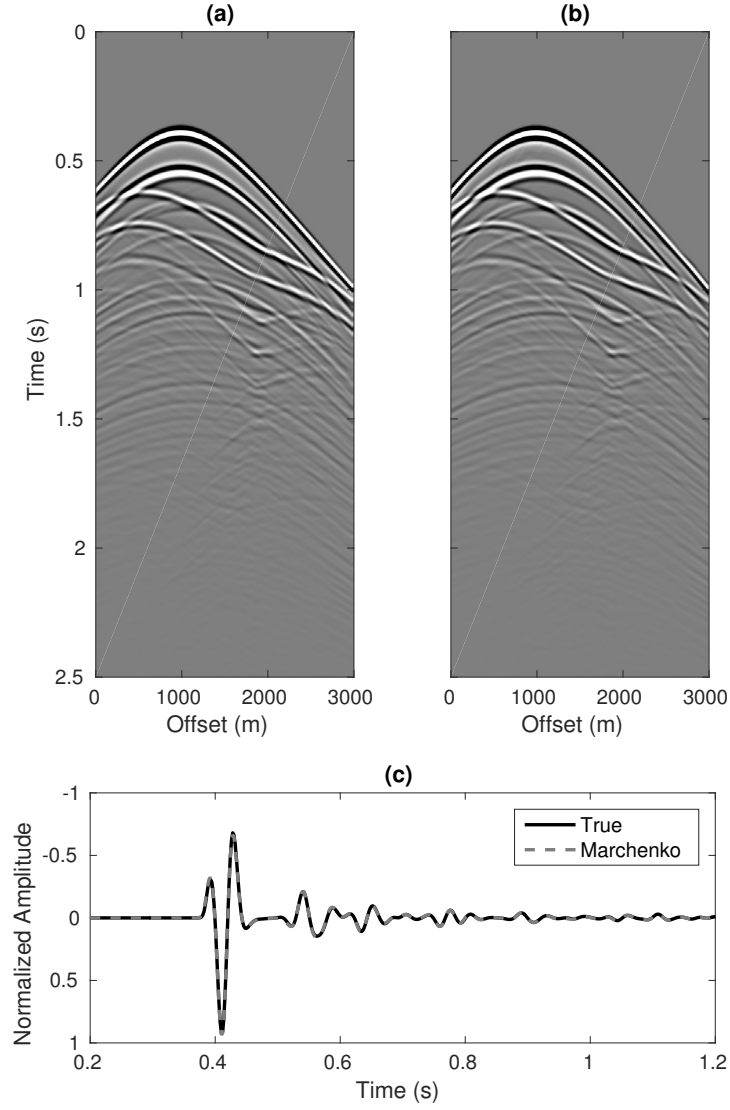 (a)
(b)
0
0.5
1
1.5
2
2.5
Time (s)
0
1000
2000
3000
0
1000
2000
3000
Offset (m)
Offset (m)
(c)
-1
-0.5
0
0.5
1
Normalized Amplitude
True
Marchenko
0.2
0.4
0.6
0.8
1
1.2
Time (s)